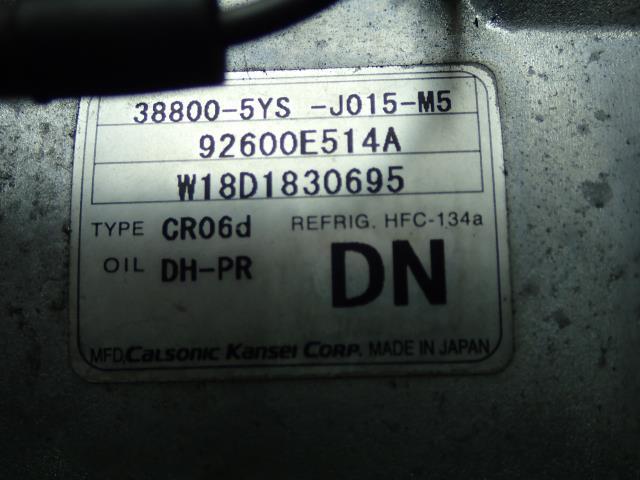 38800-5YS -J015-M5
92600E514A
W18D1830695
TYPE CR06d REFRIG. HFC-134a
OIL DH-PR DN
MFD. CALSONIC KANSEI CORP. MADE IN JAPAN